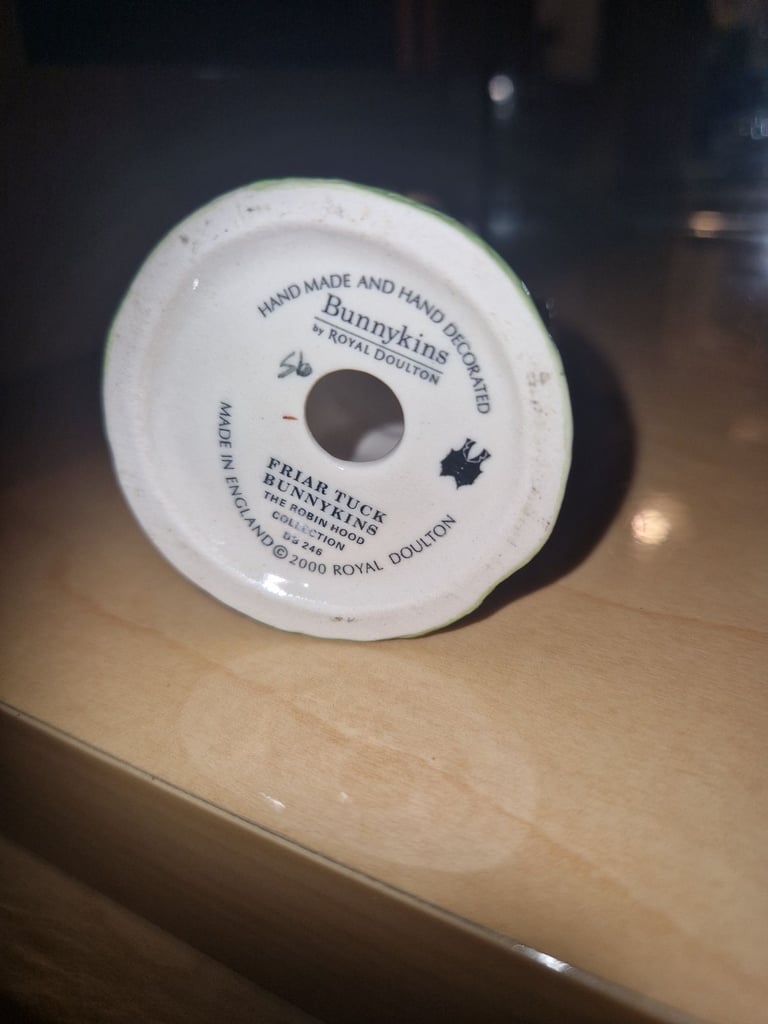 HAND MADE AND HAND DECORATED
Bunnykins
by ROYAL DOULTON
Sb
FRIAR TUCK
BUNNYKINS
THE ROBIN HOOD
COLLECTION
DB 246
MADE IN ENGLAND © 2000 ROYAL DOULTON